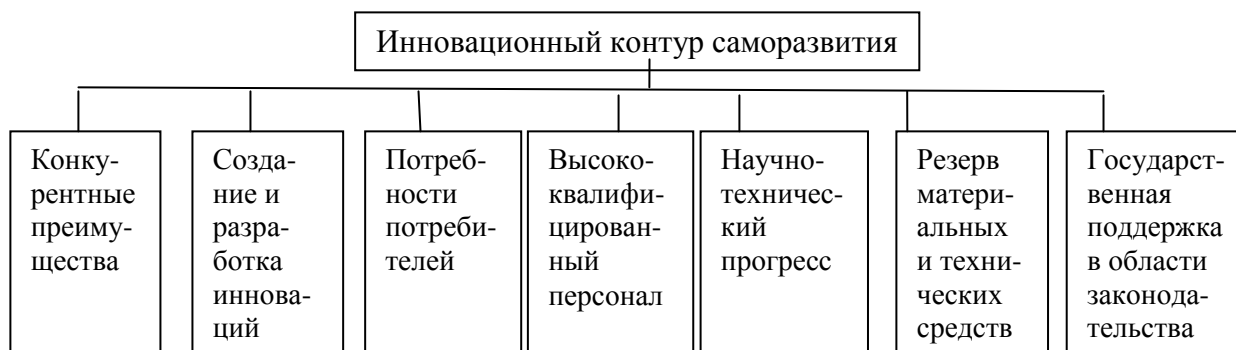 Инновационный контур саморазвития
Конку-
рентные
преиму-
щества
Созда-
ние и
разра-
ботка
иннова-
ций
Потреб-
ности
потреби-
телей
Высоко-
квалифи-
цирован-
ный
персонал
Научно-
техничес-
кий
прогресс
Резерв
матери-
альных
и техни-
ческих
средств
Государст-
венная
поддержка
в области
законода-
тельства